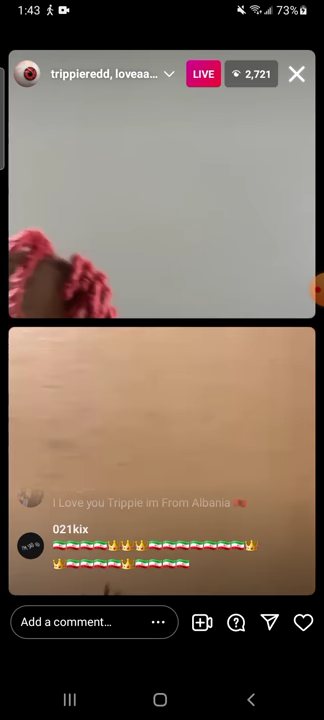 1:43
73%
trippieredd, loveaa...
LIVE
2,721
I Love you Trippie im From Albania 🇦🇱
021kix
🇮🇷🇮🇷🇮🇷🇮🇷👑👑👑🇮🇷🇮🇷🇮🇷🇮🇷🇮🇷🇮🇷🇮🇷👑
👑🇮🇷🇮🇷🇮🇷🇮🇷👑🇮🇷🇮🇷🇮🇷🇮🇷
Add a comment...